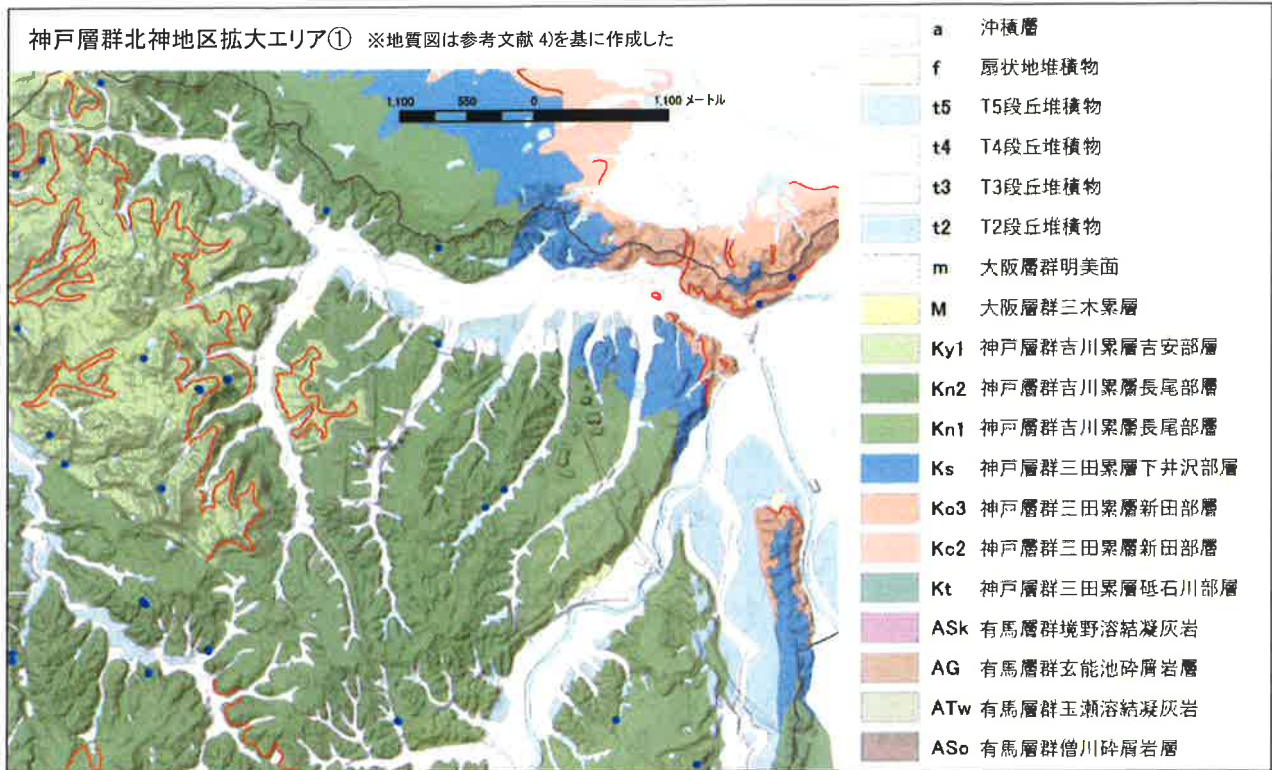 神戸層群北神地区拡大エリア① ※地質図は参考文献 4)を基に作成した
1,100 550 0 1,100 メートル
a 沖積層
f 扇状地堆積物
t5 T5段丘堆積物
t4 T4段丘堆積物
t3 T3段丘堆積物
t2 T2段丘堆積物
m 大阪層群明美面
M 大阪層群三木累層
Ky1 神戸層群吉川累層吉安部層
Kn2 神戸層群吉川累層長尾部層
Kn1 神戸層群吉川累層長尾部層
Ks 神戸層群三田累層下井沢部層
Ko3 神戸層群三田累層新田部層
Kc2 神戸層群三田累層新田部層
Kt 神戸層群三田累層砥石川部層
ASk 有馬層群境野溶結凝灰岩
AG 有馬層群玄能池砕屑岩層
ATw 有馬層群玉瀬溶結凝灰岩
ASo 有馬層群僧川砕屑岩層